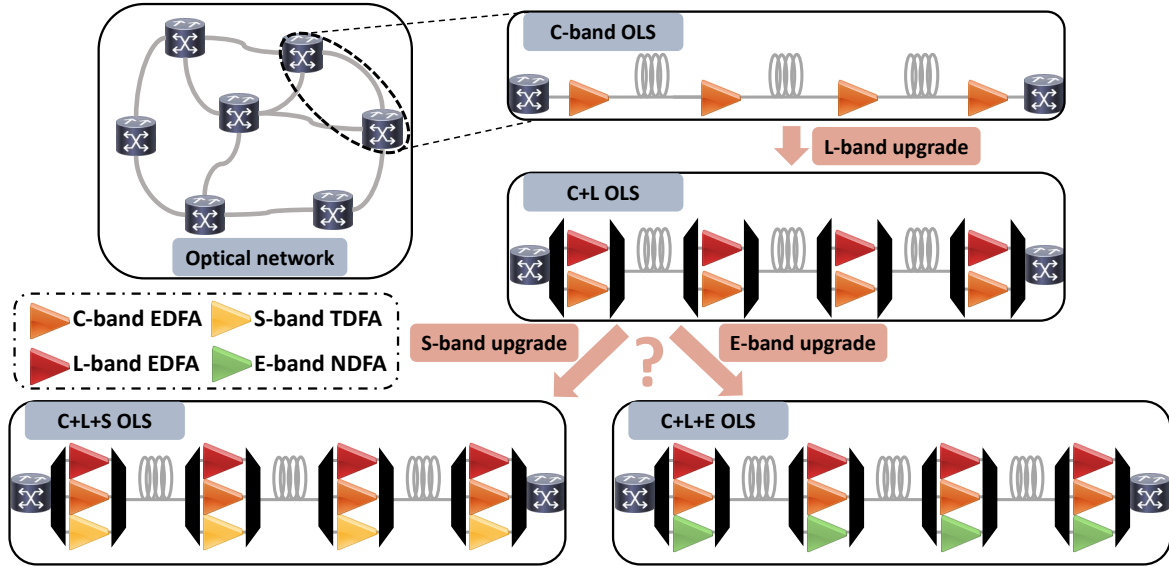 C-band OLS
L-band upgrade
C+L OLS
Optical network
C-band EDFA
S-band TDFA
L-band EDFA
E-band NDFA
S-band upgrade
?
E-band upgrade
C+L+S OLS
C+L+E OLS